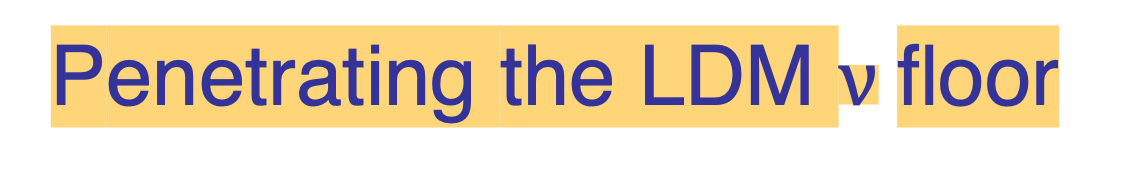 Penetrating the LDM ν floor